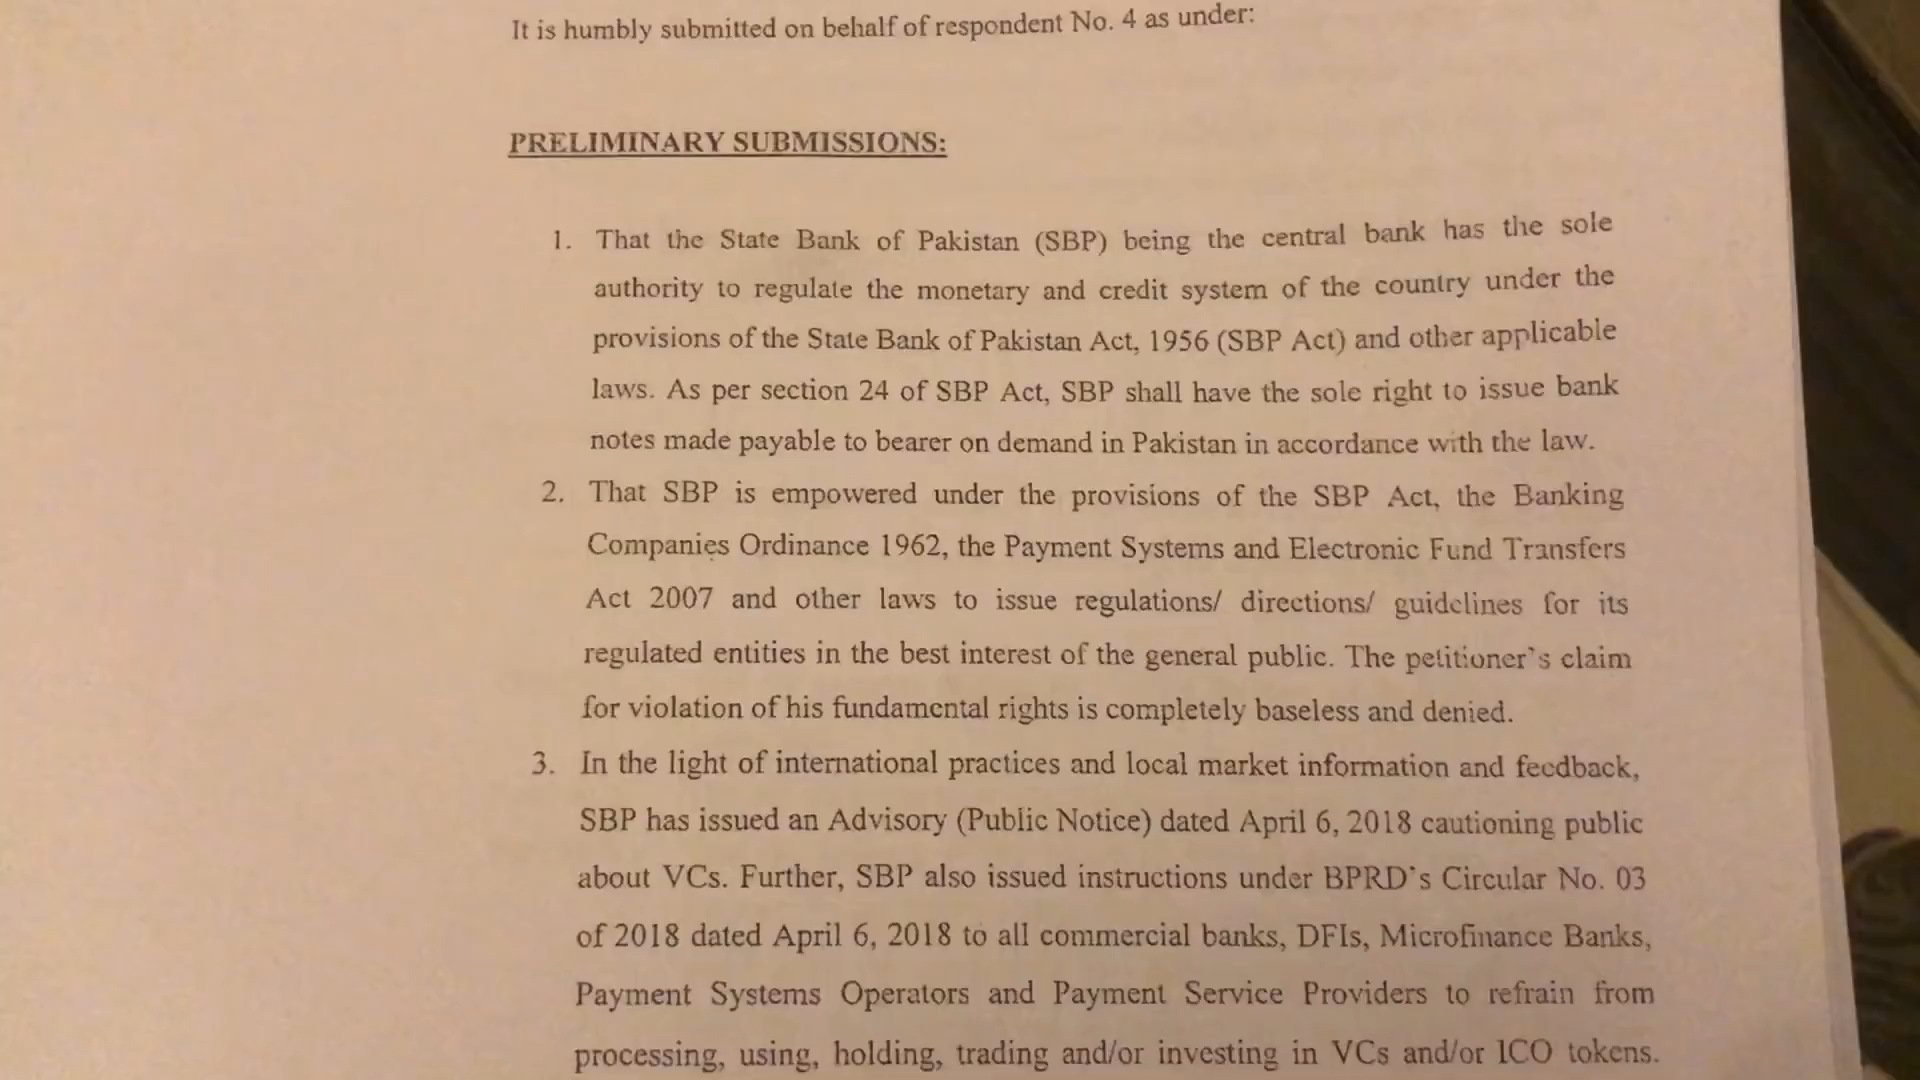 It is humbly submitted on behalf of respondent No. 4 as under:
PRELIMINARY SUBMISSIONS:
1. That the State Bank of Pakistan (SBP) being the central bank has the sole
authority to regulate the monetary and credit system of the country under the
provisions of the State Bank of Pakistan Act, 1956 (SBP Act) and other applicable
laws. As per section 24 of SBP Act, SBP shall have the sole right to issue bank
notes made payable to bearer on demand in Pakistan in accordance with the law.
2. That SBP is empowered under the provisions of the SBP Act, the Banking
Companies Ordinance 1962, the Payment Systems and Electronic Fund Transfers
Act 2007 and other laws to issue regulations/ directions/ guidelines for its
regulated entities in the best interest of the general public. The petitioner's claim
for violation of his fundamental rights is completely baseless and denied.
3. In the light of international practices and local market information and feedback,
SBP has issued an Advisory (Public Notice) dated April 6, 2018 cautioning public
about VCs. Further, SBP also issued instructions under BPRD's Circular No. 03
of 2018 dated April 6, 2018 to all commercial banks, DFIs, Microfinance Banks,
Payment Systems Operators and Payment Service Providers to refrain from
processing, using, holding, trading and/or investing in VCs and/or ICO tokens.